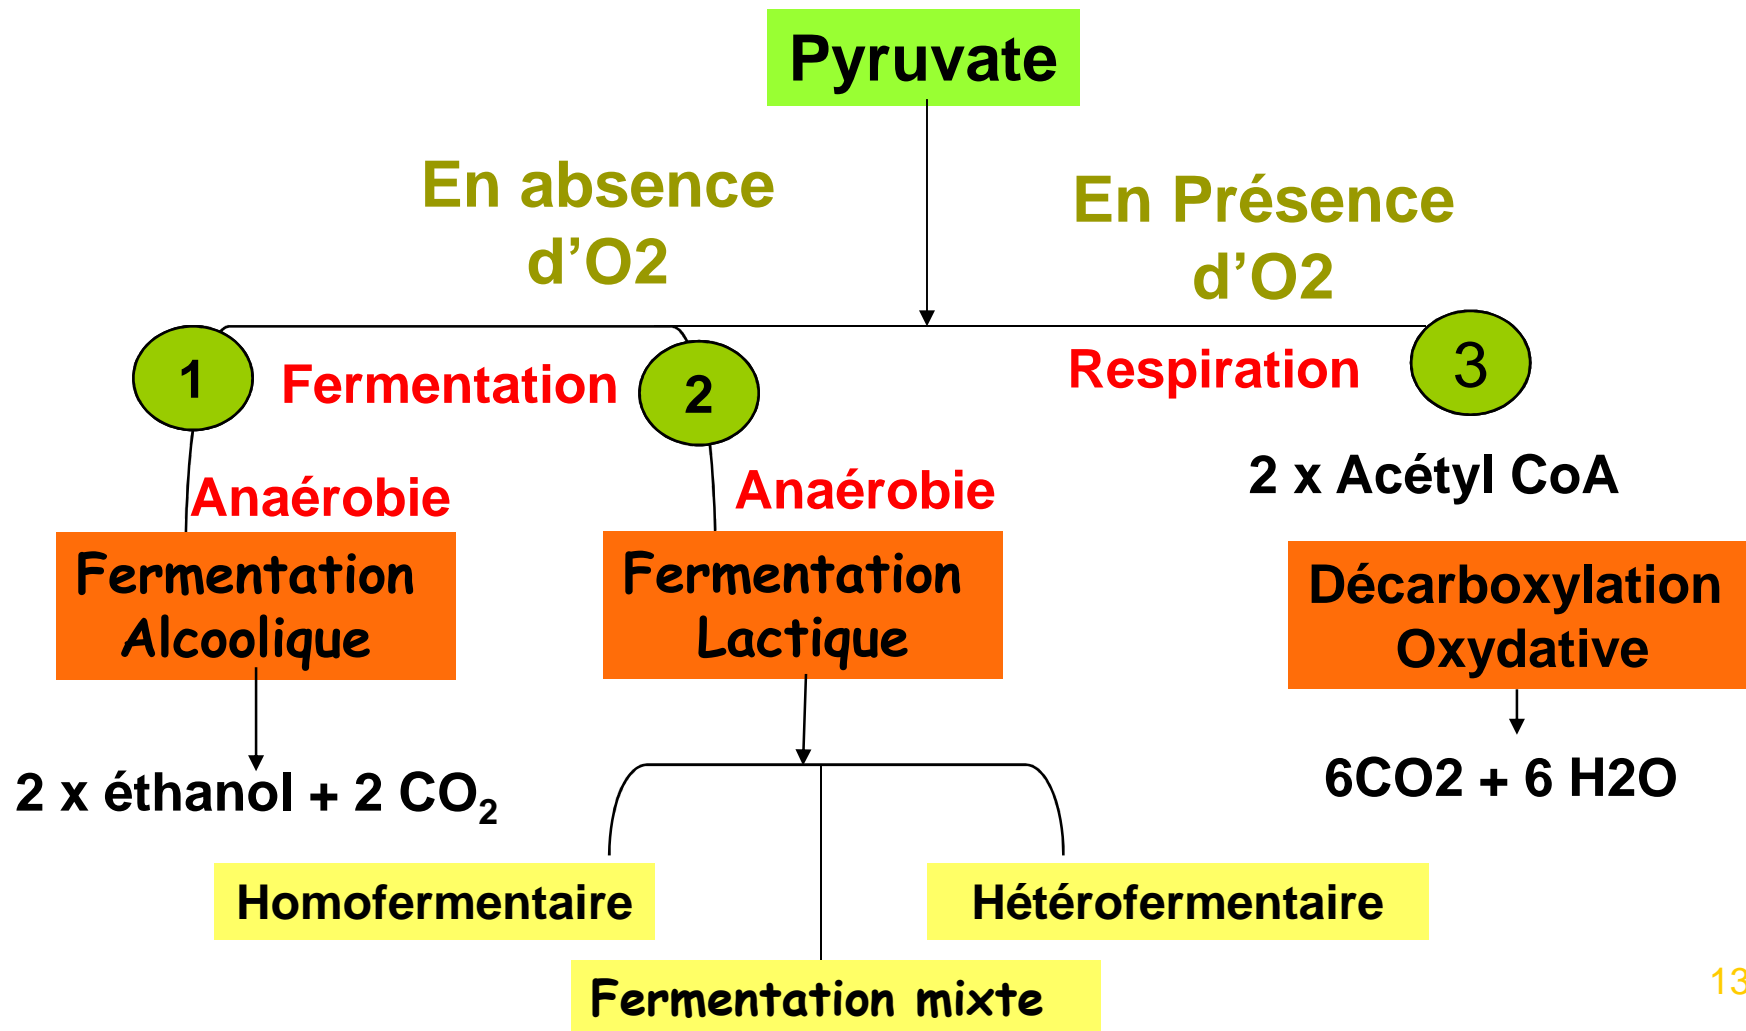 Pyruvate
En absence
d’O2
En Présence
d’O2
1
Fermentation
2
Respiration
3
Anaérobie
Anaérobie
2 x Acétyl CoA
Fermentation
Alcoolique
Fermentation
Lactique
Décarboxylation
Oxydative
2 x éthanol + 2 CO₂
6CO2 + 6 H2O
Homofermentaire
Hétérofermentaire
Fermentation mixte
13